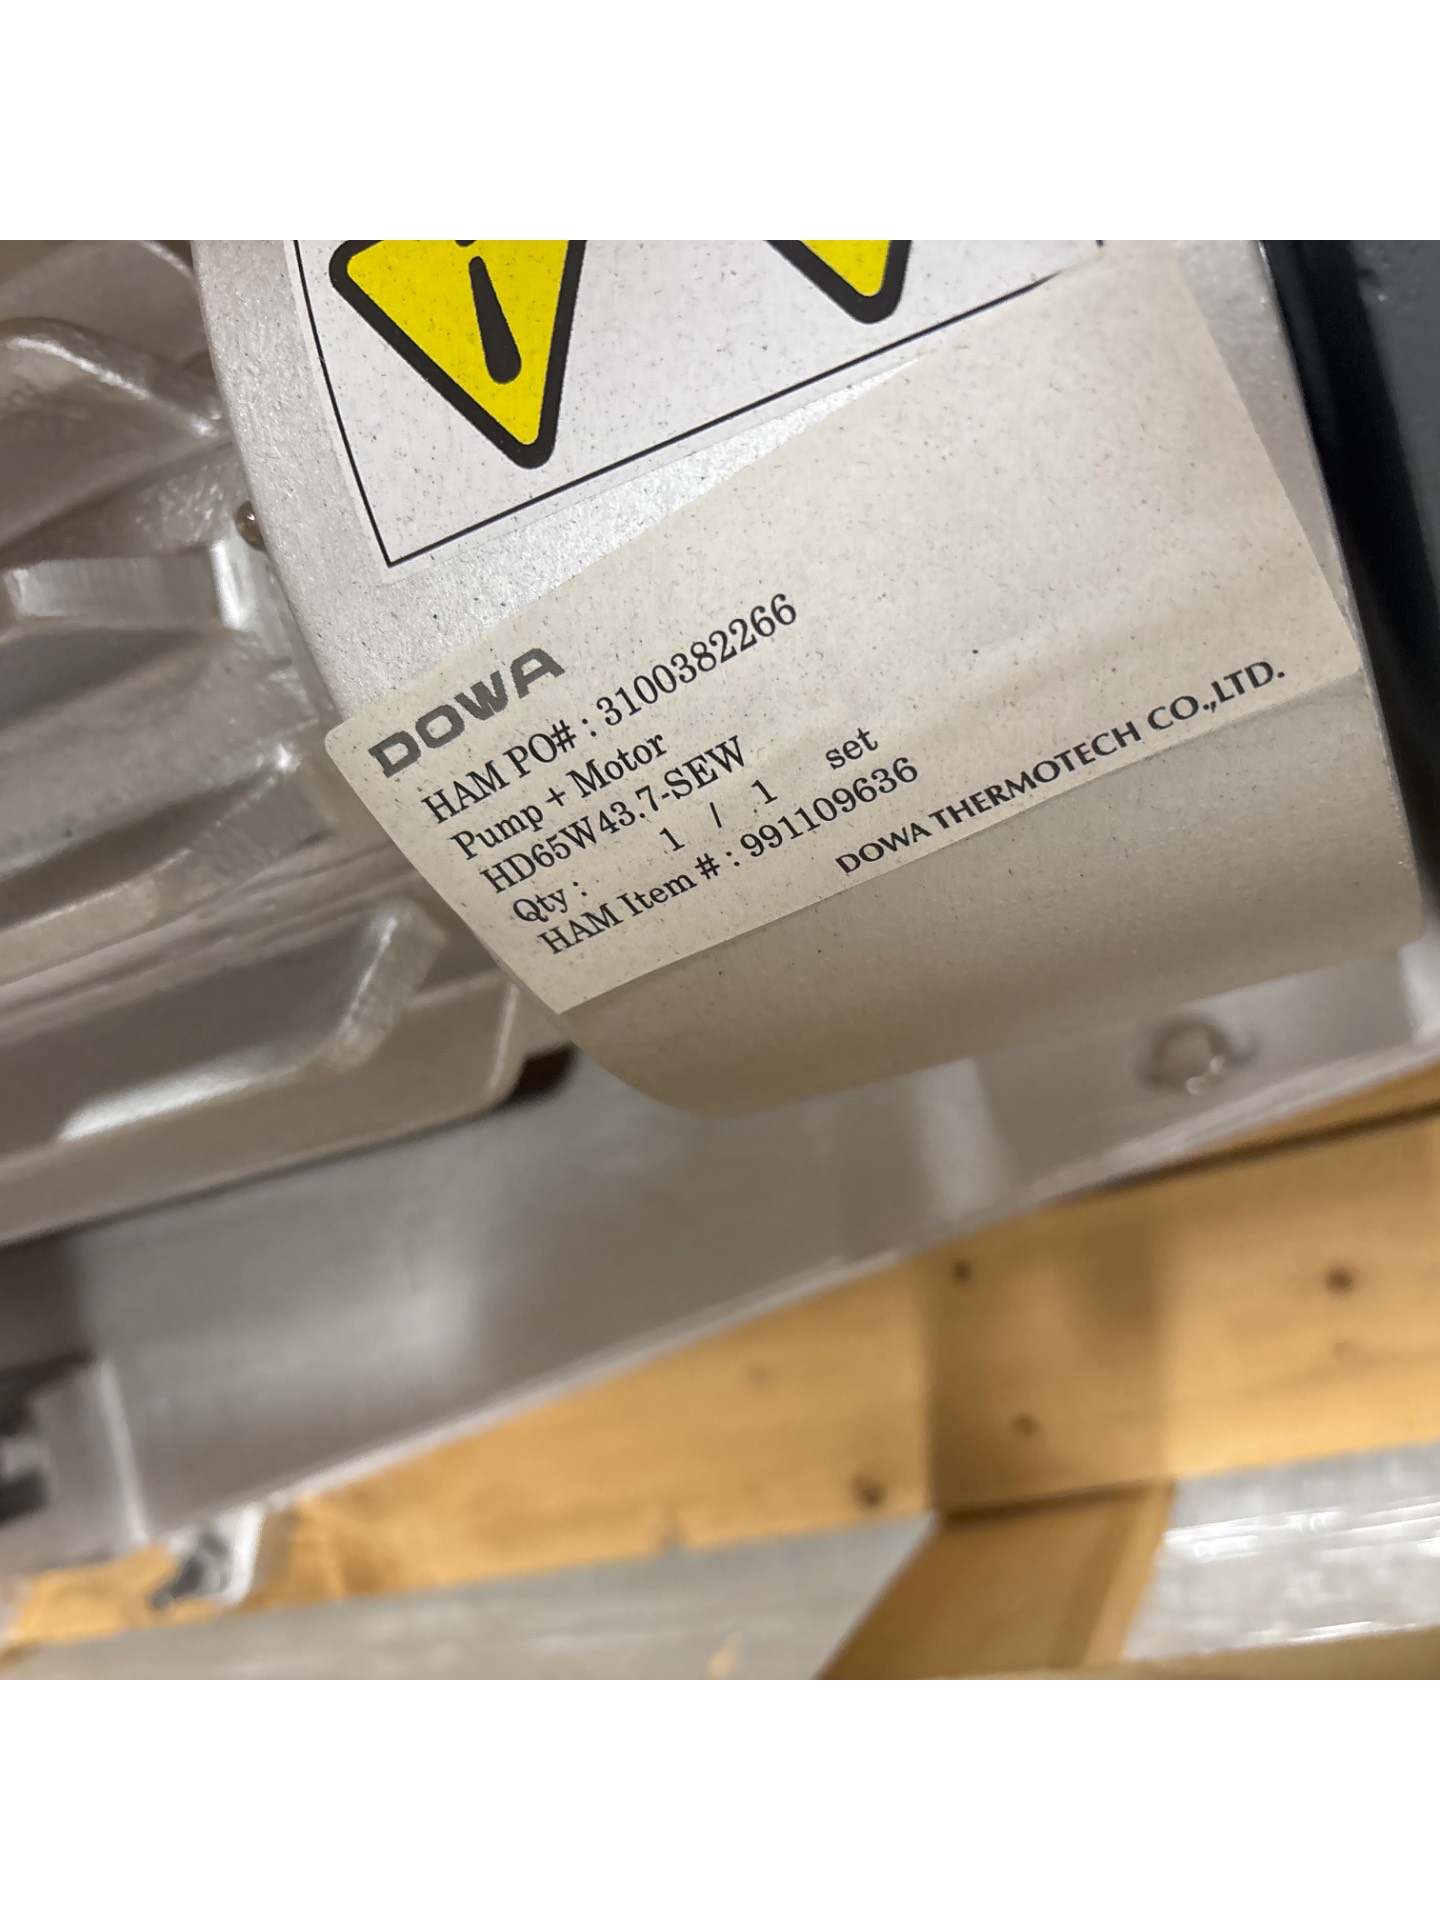 DOWA
HAM PO# : 3100382266
Pump + Motor
HD65W43.7-SEW
Qty : 1 / 1 set
HAM Item # : 991109636
DOWA THERMOTECH CO.,LTD.